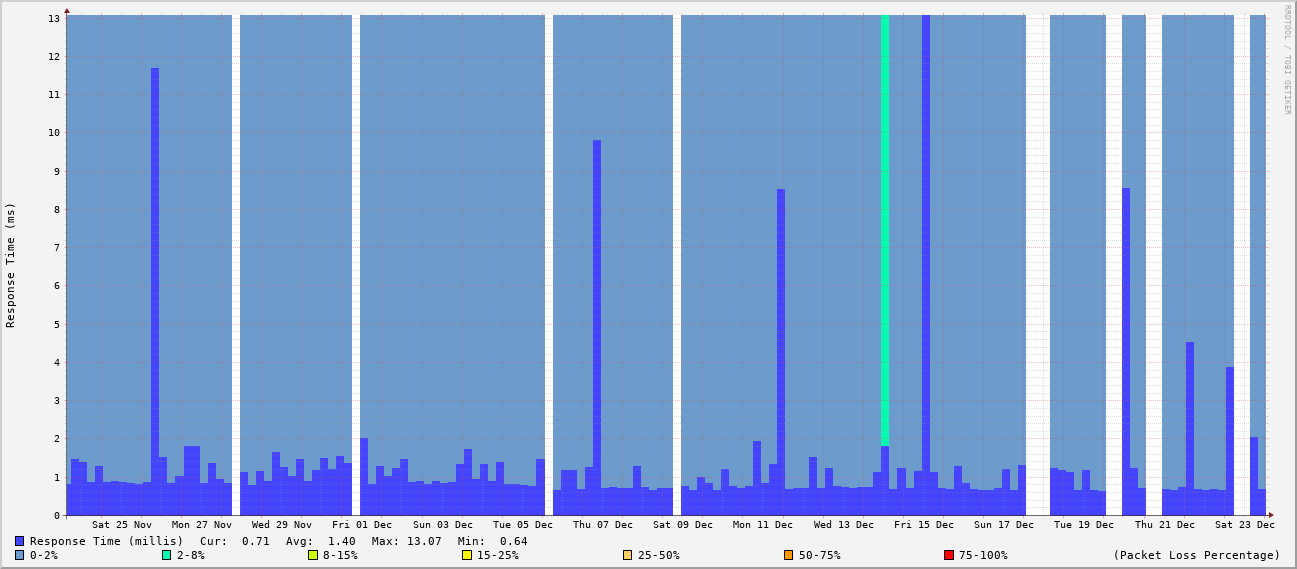 RRDTOOL / TOBI OETIKER
Response Time (ms)
13
12
11
10
9
8
7
6
5
4
3
2
1
0
Sat 25 Nov Mon 27 Nov Wed 29 Nov Fri 01 Dec Sun 03 Dec Tue 05 Dec Thu 07 Dec Sat 09 Dec Mon 11 Dec Wed 13 Dec Fri 15 Dec Sun 17 Dec Tue 19 Dec Thu 21 Dec Sat 23 Dec
Response Time (millis) Cur: 0.71 Avg: 1.40 Max: 13.07 Min: 0.64
0-2% 2-8% 8-15% 15-25% 25-50% 50-75% 75-100% (Packet Loss Percentage)